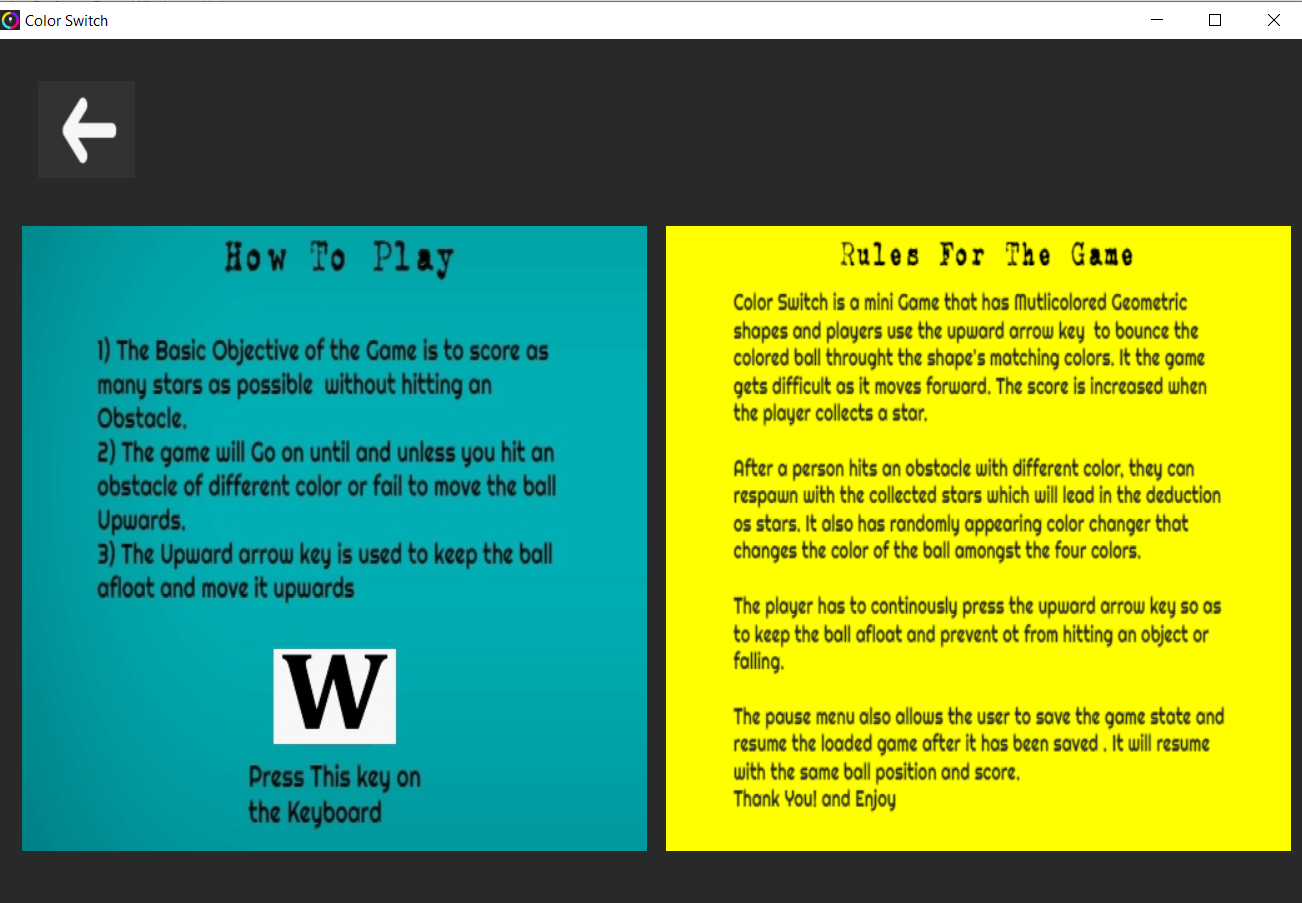 Color Switch
How To Play
1) The Basic Objective of the Game is to score as
many stars as possible without hitting an
Obstacle.
2) The game will Go on until and unless you hit an
obstacle of different color or fail to move the ball
Upwards.
3) The Upward arrow key is used to keep the ball
afloat and move it upwards
W
Press This key on
the Keyboard
Rules For The Game
Color Switch is a mini Game that has Mutlicolored Geometric
shapes and players use the upward arrow key to bounce the
colored ball throught the shape's matching colors. It the game
gets difficult as it moves forward. The score is increased when
the player collects a star.
After a person hits an obstacle with different color, they can
respawn with the collected stars which will lead in the deduction
os stars. It also has randomly appearing color changer that
changes the color of the ball amongst the four colors.
The player has to continously press the upward arrow key so as
to keep the ball afloat and prevent ot from hitting an object or
falling.
The pause menu also allows the user to save the game state and
resume the loaded game after it has been saved . It will resume
with the same ball position and score.
Thank You! and Enjoy